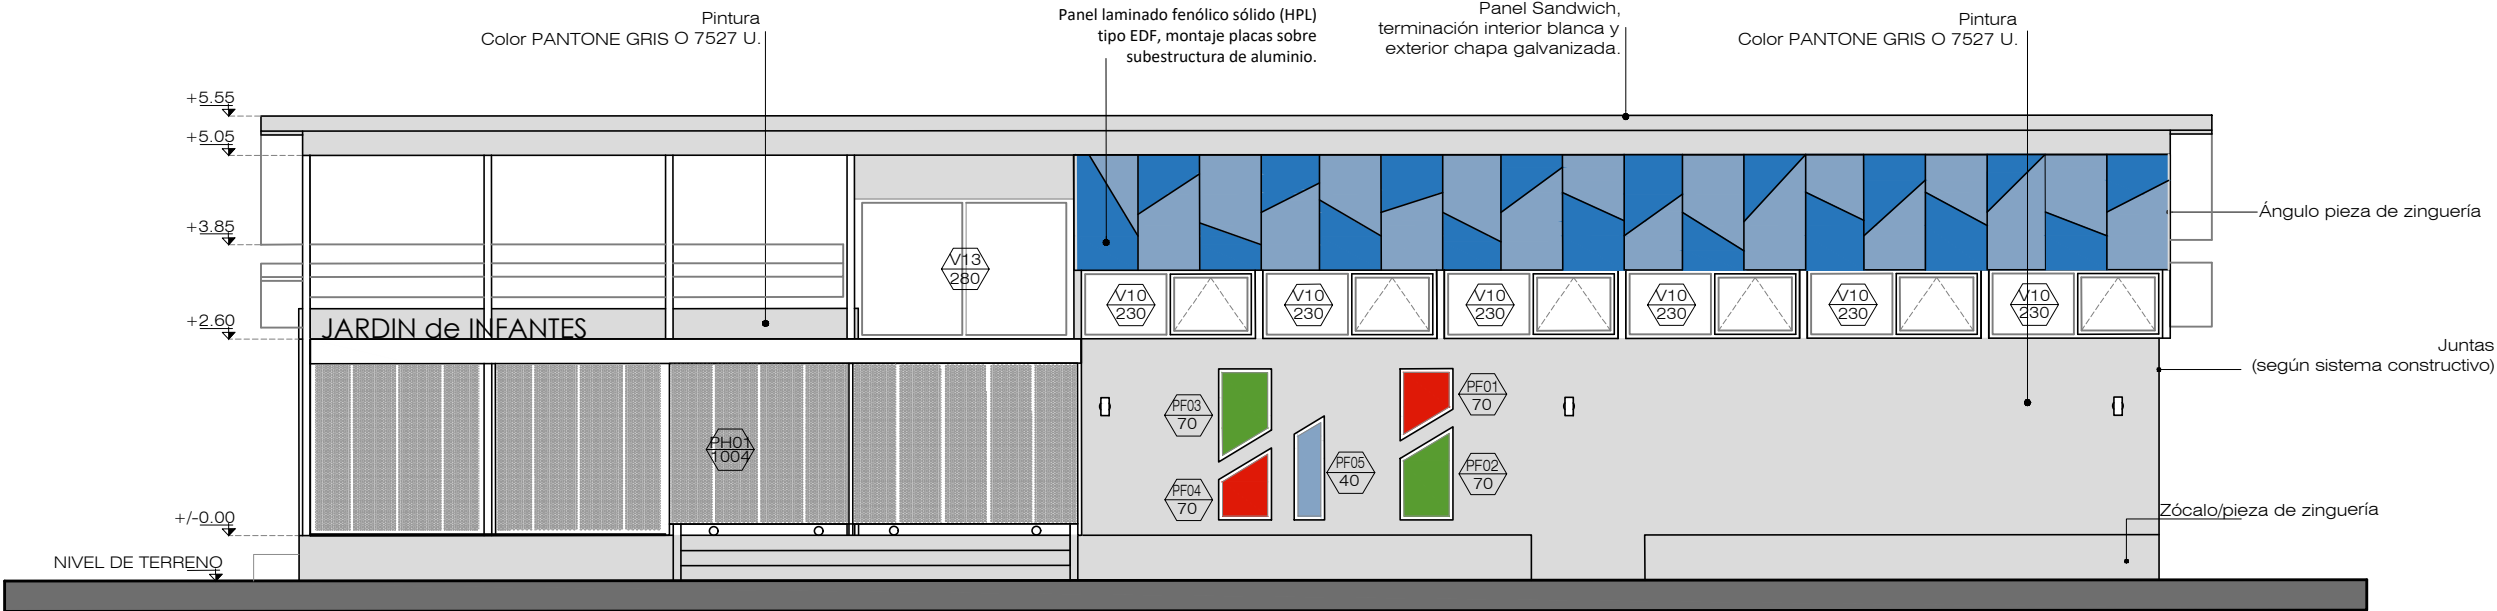 Pintura
Color PANTONE GRIS O 7527 U.
Panel laminado fenólico sólido (HPL)
tipo EDF, montaje placas sobre
subestructura de aluminio.
Panel Sandwich,
terminación interior blanca y
exterior chapa galvanizada.
Pintura
Color PANTONE GRIS O 7527 U.
+5.55
+5.05
+3.85
+2.60
+/-0.00
NIVEL DE TERRENO
JARDIN de INFANTES
V13
280
V10
230
V10
230
V10
230
V10
230
V10
230
V10
230
Ángulo pieza de zinguería
Juntas
(según sistema constructivo)
PH01
1004
PF03
70
PF04
70
PF05
40
PF01
70
PF02
70
Zócalo/pieza de zinguería